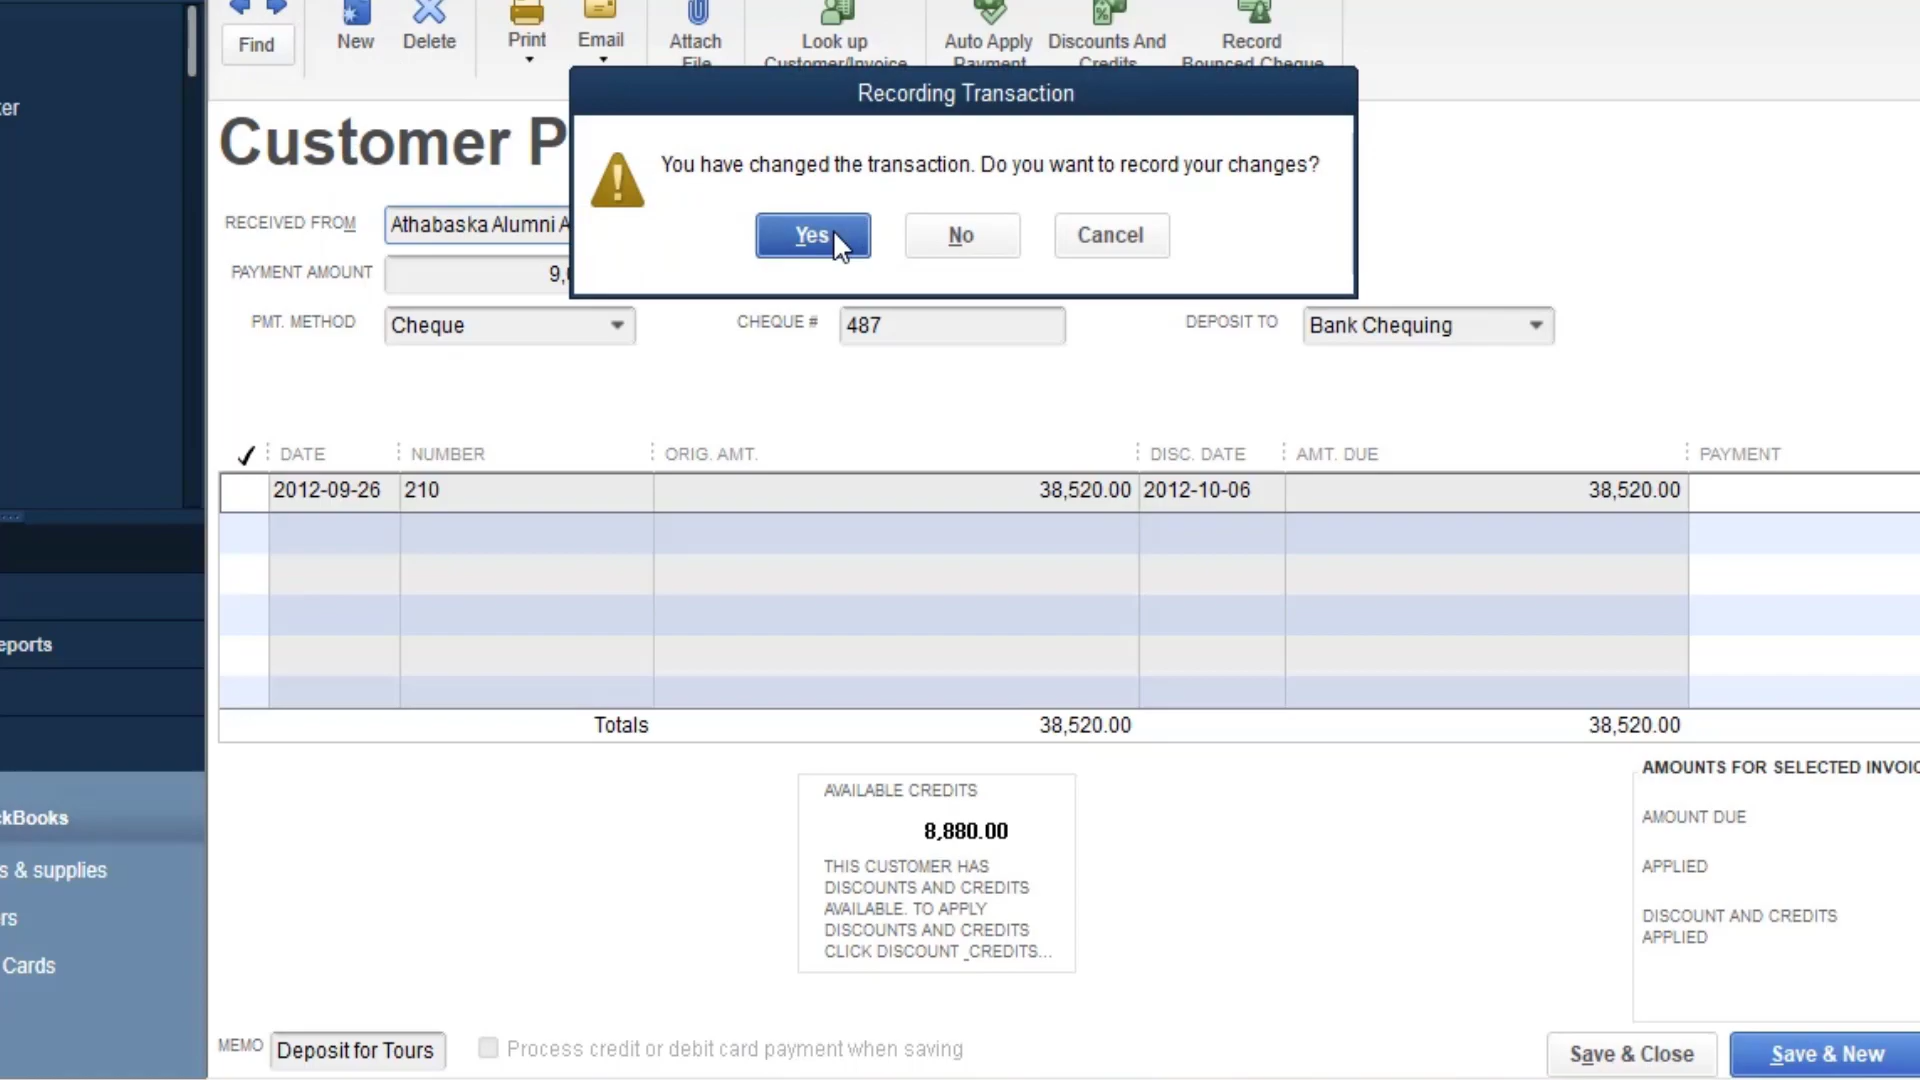 Find
New
Delete
Print
Email
Attach
File
Look up
Customer/Invoice
Auto Apply
Payment
Discounts And
Credits
Record
Bounced Cheque
Recording Transaction
You have changed the transaction. Do you want to record your changes?
Yes
No
Cancel
er
Customer P
RECEIVED FROM
Athabaska Alumni A
PAYMENT AMOUNT
9,
PMT. METHOD
Cheque
CHEQUE #
487
DEPOSIT TO
Bank Chequing
DATE
NUMBER
ORIG. AMT.
DISC. DATE
AMT. DUE
PAYMENT
2012-09-26
210
38,520.00
2012-10-06
38,520.00
Totals
38,520.00
38,520.00
eports
ckBooks
s & supplies
rs
Cards
AVAILABLE CREDITS
8,880.00
THIS CUSTOMER HAS
DISCOUNTS AND CREDITS
AVAILABLE. TO APPLY
DISCOUNTS AND CREDITS
CLICK DISCOUNT _CREDITS...
AMOUNTS FOR SELECTED INVOIC
AMOUNT DUE
APPLIED
DISCOUNT AND CREDITS
APPLIED
MEMO
Deposit for Tours
Process credit or debit card payment when saving
Save & Close
Save & New